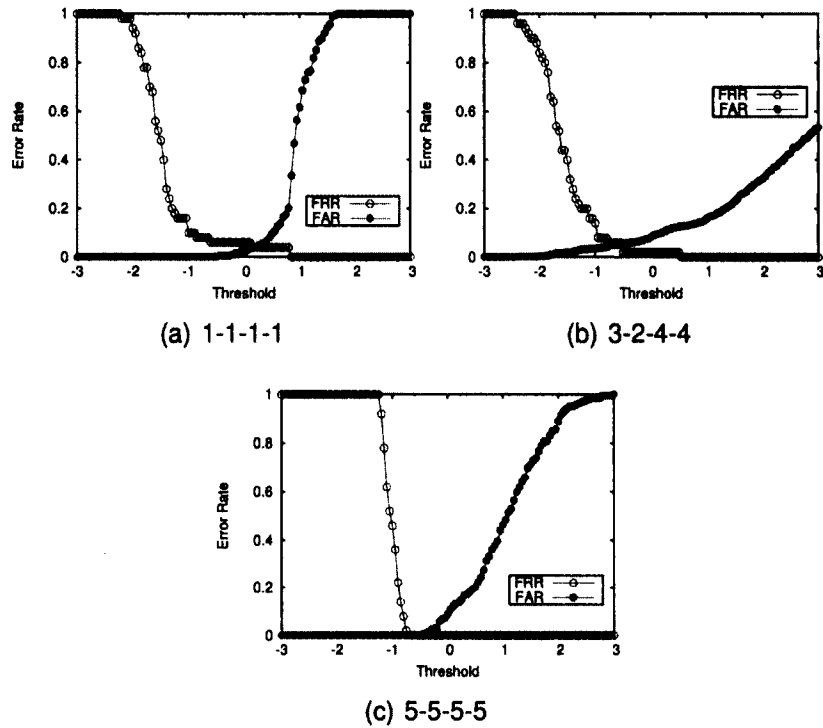 1
0.8
0.6
0.4
0.2
0
Error Rate
-3 -2 -1 0 1 2 3
Threshold
FRR
FAR
(a) 1-1-1-1
1
0.8
0.6
0.4
0.2
0
Error Rate
-3 -2 -1 0 1 2 3
Threshold
FRR
FAR
(b) 3-2-4-4
1
0.8
0.6
0.4
0.2
0
Error Rate
-3 -2 -1 0 1 2 3
Threshold
FRR
FAR
(c) 5-5-5-5